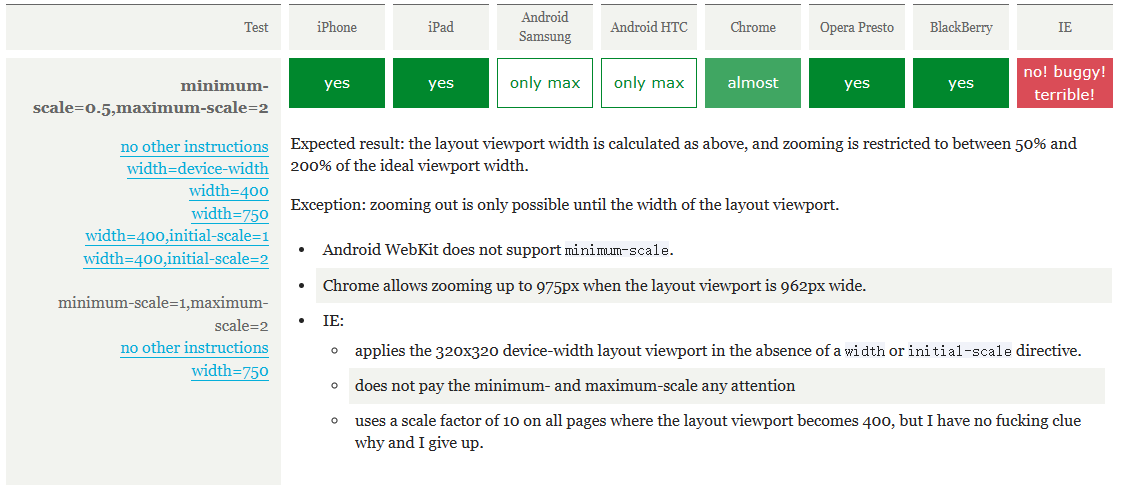 Test
iPhone
iPad
Android
Samsung
Android HTC
Chrome
Opera Presto
BlackBerry
IE
minimum-
scale=0.5,maximum-scale=2
yes
yes
only max
only max
almost
yes
yes
no! buggy!
terrible!
no other instructions
width=device-width
width=400
width=750
width=400,initial-scale=1
width=400,initial-scale=2
minimum-scale=1,maximum-
scale=2
no other instructions
width=750
Expected result: the layout viewport width is calculated as above, and zooming is restricted to between 50% and
200% of the ideal viewport width.
Exception: zooming out is only possible until the width of the layout viewport.
• Android WebKit does not support minimum-scale.
• Chrome allows zooming up to 975px when the layout viewport is 962px wide.
• IE:
◦ applies the 320x320 device-width layout viewport in the absence of a width or initial-scale directive.
◦ does not pay the minimum- and maximum-scale any attention
◦ uses a scale factor of 10 on all pages where the layout viewport becomes 400, but I have no fucking clue
why and I give up.